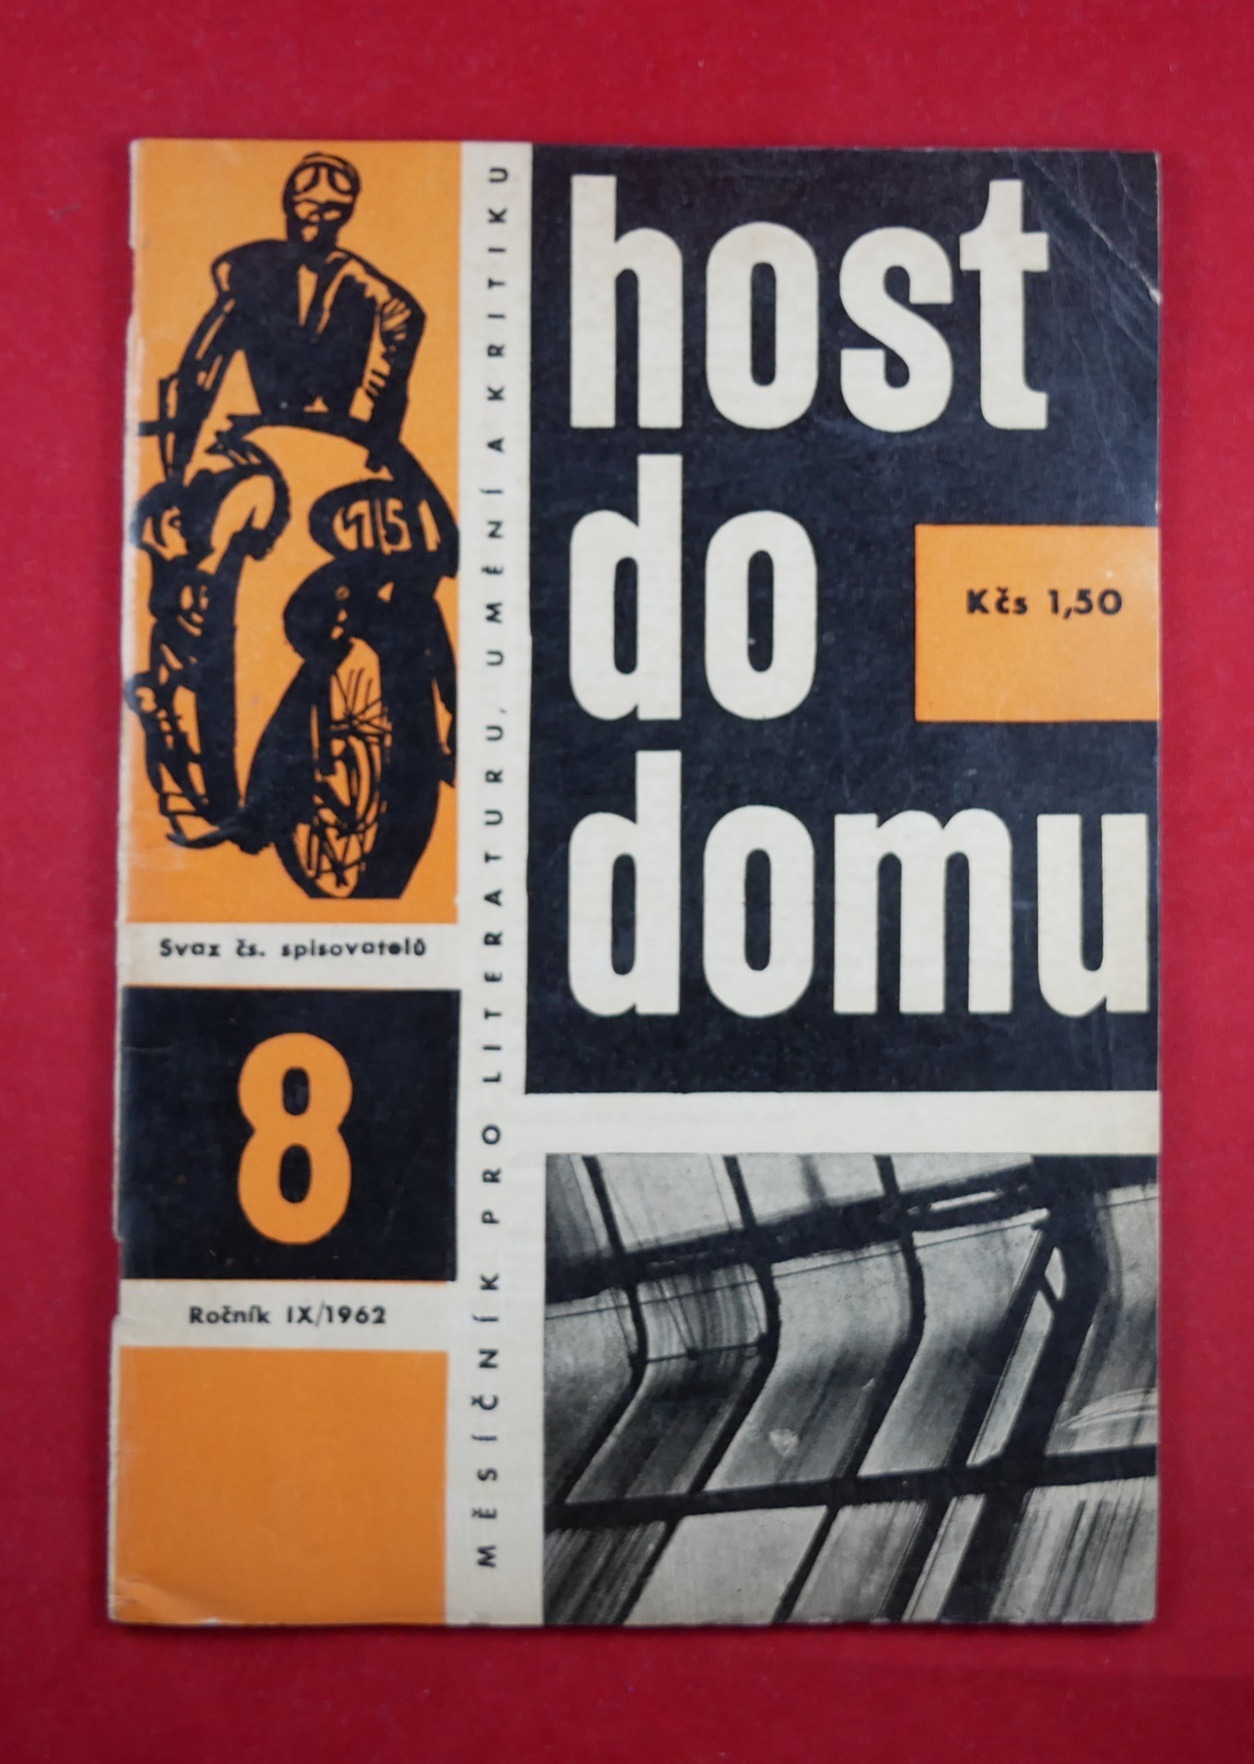 host
do
domu
Kčs 1,50
MĚSÍČNÍK PRO LITERATURU, UMĚNÍ A KRITIKU
Svaz čs. spisovatelů
8
Ročník IX/1962